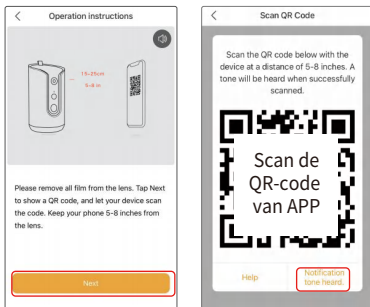 Operation instructions
15~25cm
5~8 in
Please remove all film from the lens. Tap Next
to show a QR code, and let your device scan
the code. Keep your phone 5-8 inches from
the lens.
Next
Scan QR Code
Scan the QR code below with the
device at a distance of 5-8 inches. A
tone will be heard when successfully
scanned.
Scan de
QR-code
van APP
Help
Notification
tone heard.